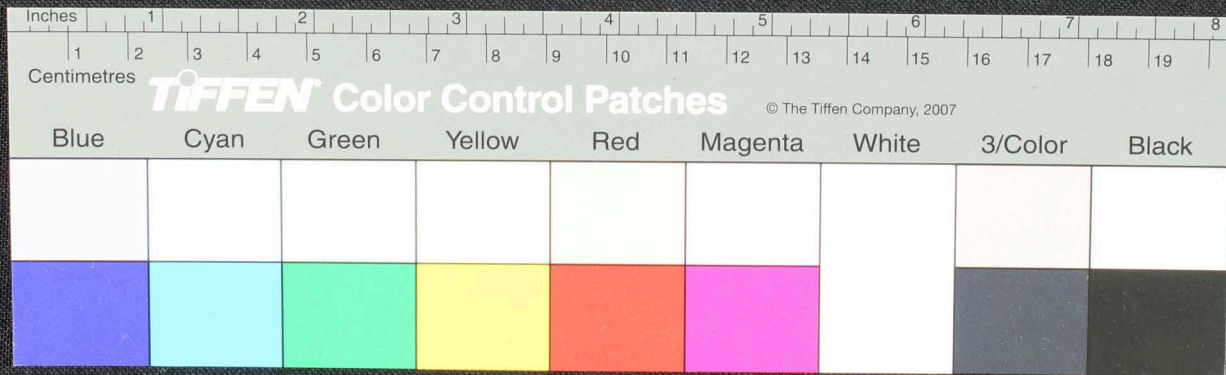 Inches 1 2 3 4 5 6 7 8
1 2 3 4 5 6 7 8 9 10 11 12 13 14 15 16 17 18 19
Centimetres
TIFFEN® Color Control Patches © The Tiffen Company, 2007
Blue Cyan Green Yellow Red Magenta White 3/Color Black